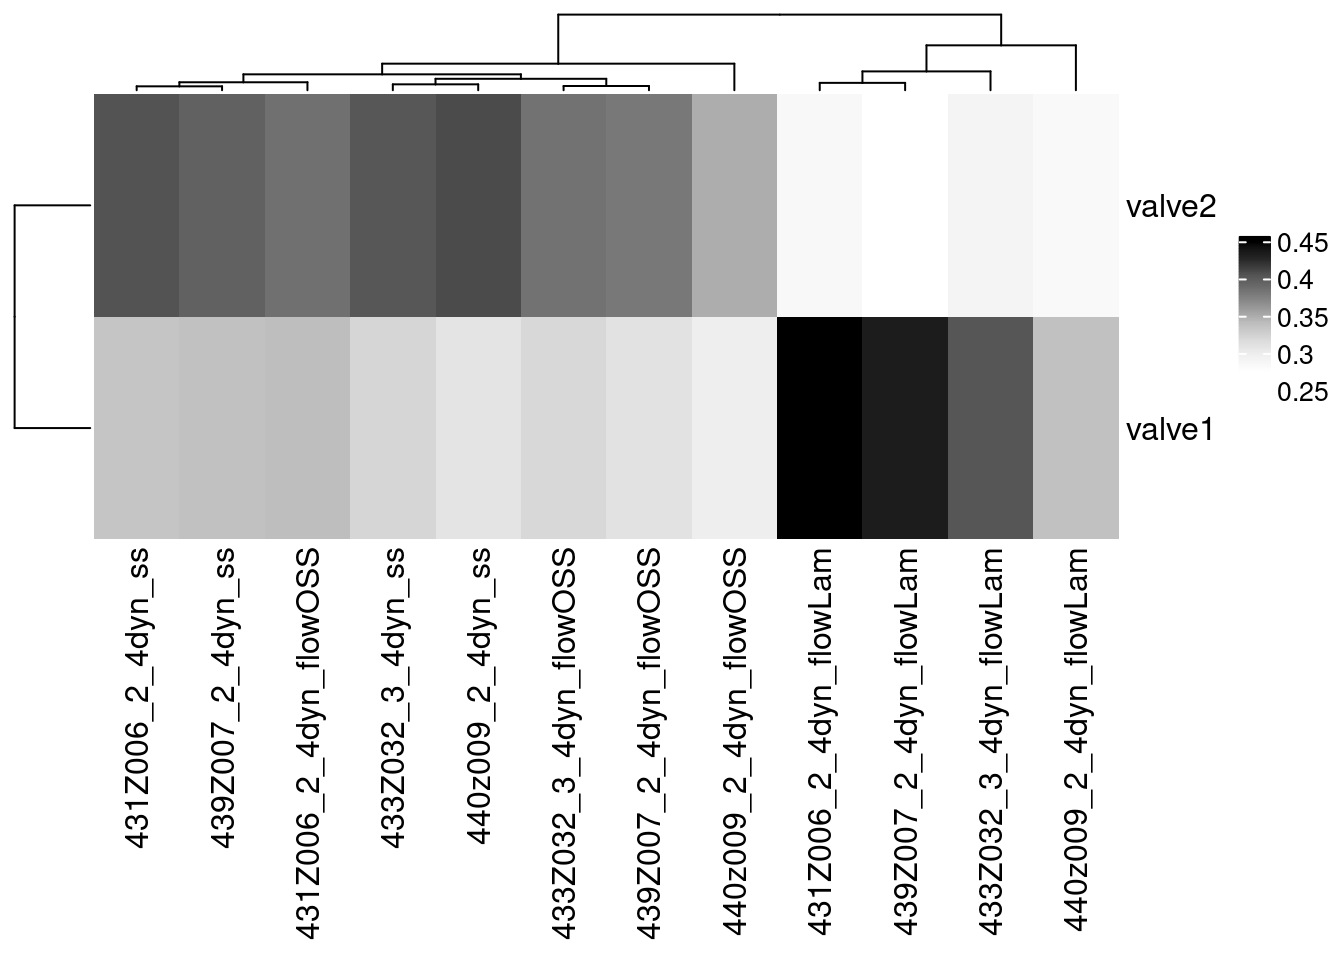 valve2
valve1
0.45
0.4
0.35
0.3
0.25
431Z006_2_4dyn_ss
439Z007_2_4dyn_ss
431Z006_2_4dyn_flowOSS
433Z032_3_4dyn_ss
440z009_2_4dyn_ss
433Z032_3_4dyn_flowOSS
439Z007_2_4dyn_flowOSS
440z009_2_4dyn_flowOSS
431Z006_2_4dyn_flowLam
439Z007_2_4dyn_flowLam
433Z032_3_4dyn_flowLam
440z009_2_4dyn_flowLam